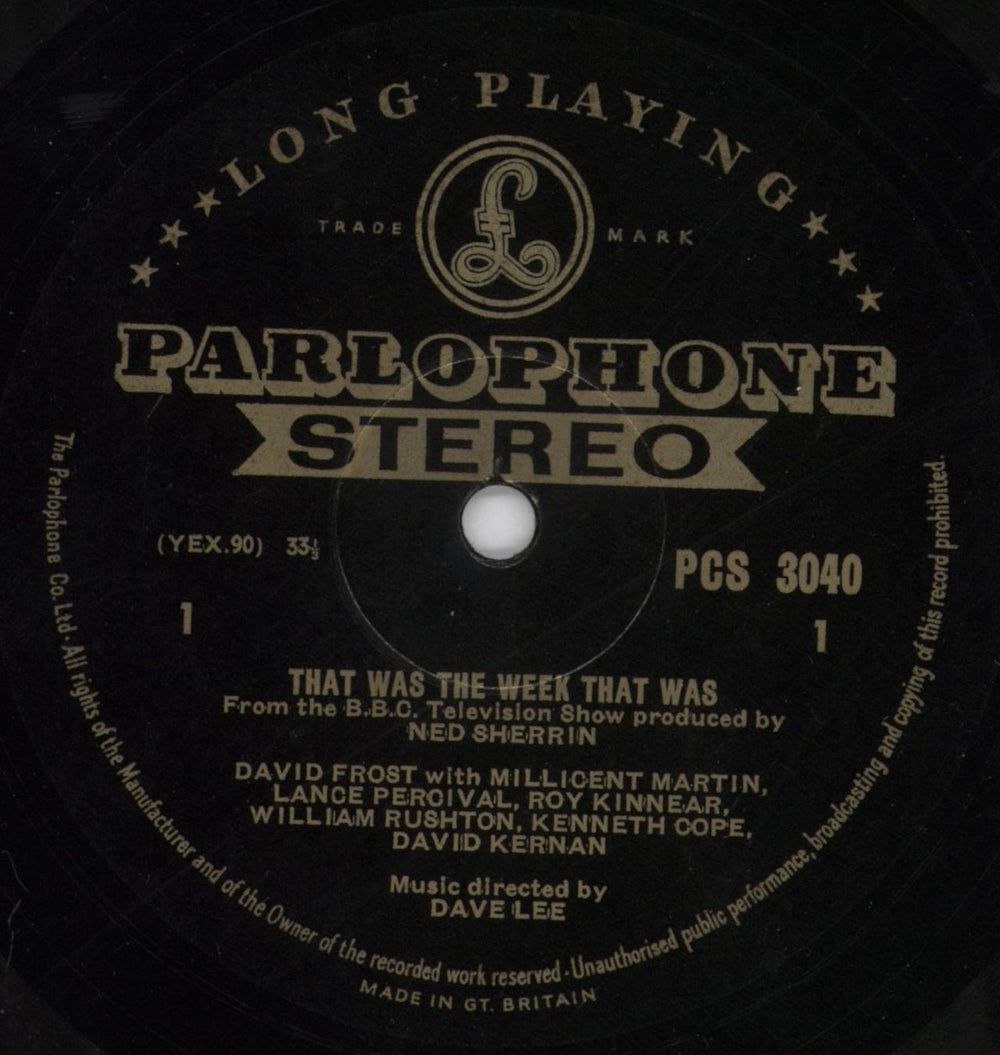 LONG PLAYING
TRADE MARK
£
PARLOPHONE
STEREO
(YEX.90) 33⅓
PCS 3040
1
1
THAT WAS THE WEEK THAT WAS
From the B.B.C. Television Show produced by
NED SHERRIN
DAVID FROST with MILLICENT MARTIN,
LANCE PERCIVAL, ROY KINNEAR,
WILLIAM RUSHTON, KENNETH COPE,
DAVID KERNAN
Music directed by
DAVE LEE
The Parlophone Co. Ltd · All rights of the Manufacturer and of the Owner of the recorded work reserved · Unauthorised public performance, broadcasting and copying of this record prohibited.
MADE IN GT. BRITAIN